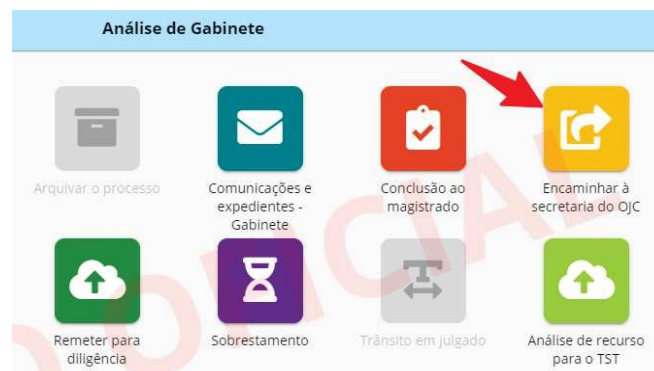 Análise de Gabinete
Arquivar o processo
Comunicações e
expedientes -
Gabinete
Conclusão ao
magistrado
Encaminhar à
secretaria do OJC
Remeter para
diligência
Sobrestamento
Trânsito em julgado
Análise de recurso
para o TST
OFICIAL